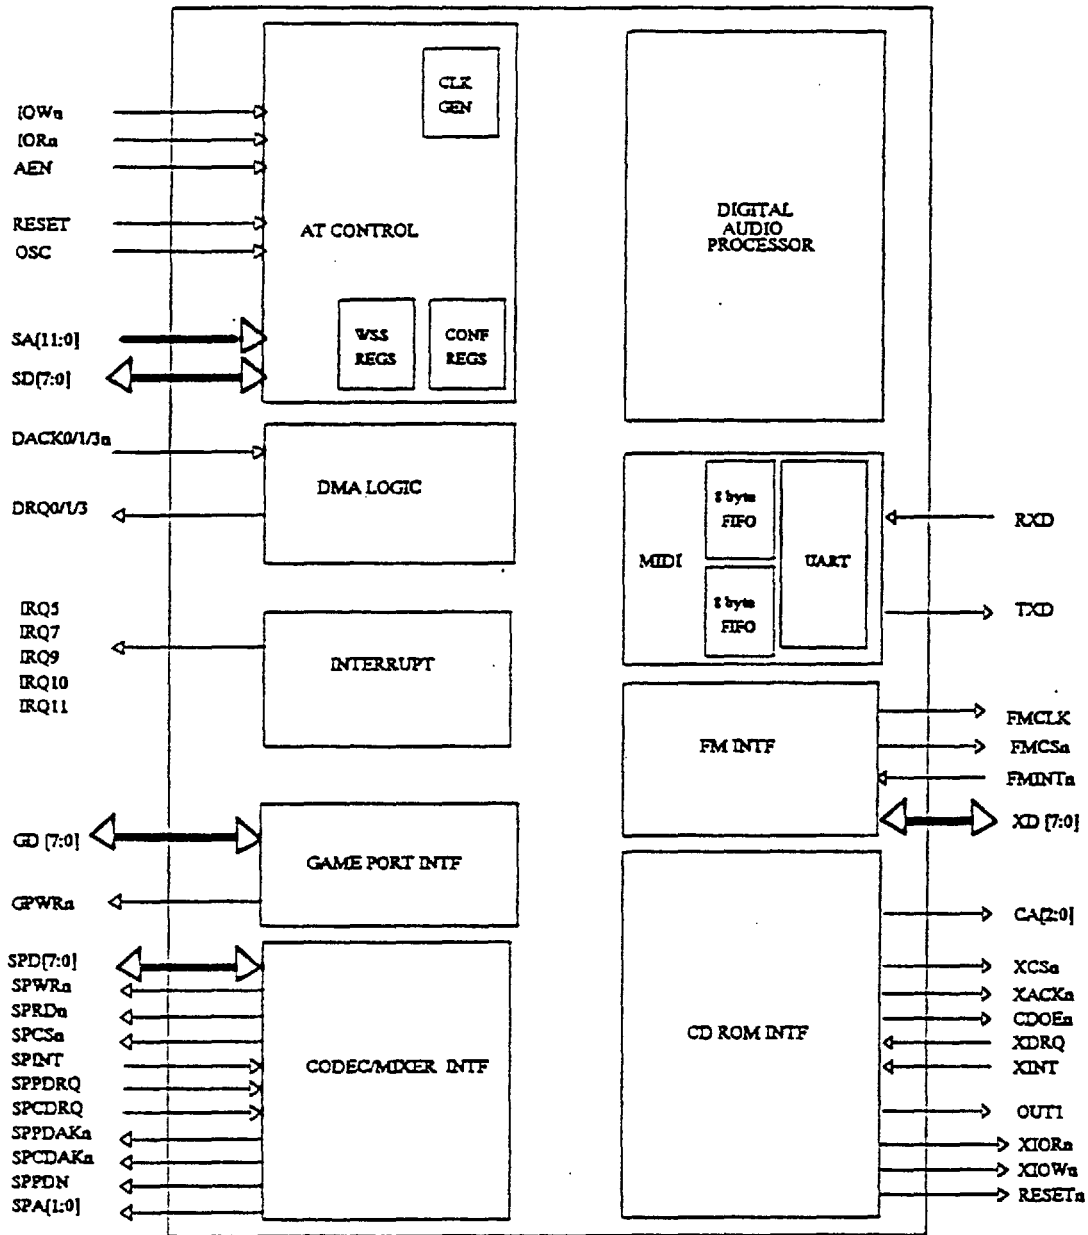 IOWn
IORn
AEN
RESET
OSC
SA[11:0]
SD[7:0]
DACK0/1/3n
DRQ0/1/3
IRQ5
IRQ7
IRQ9
IRQ10
IRQ11
GD [7:0]
GPWRn
SPD[7:0]
SPWRn
SPRDn
SPCSn
SPINT
SPPDRQ
SPCDRQ
SPPDAKn
SPCDAKn
SPPDN
SPA[1:0]
CLK
GEN
AT CONTROL
WSS
REGS
CONF
REGS
DMA LOGIC
INTERRUPT
GAME PORT INTF
CODEC/MIXER INTF
DIGITAL
AUDIO
PROCESSOR
MIDI
8 byte
FIFO
8 byte
FIFO
UART
FM INTF
CD ROM INTF
RXD
TXD
FMCLK
FMCSn
FMINTn
XD [7:0]
CA[2:0]
XCSn
XACKn
CDOEn
XDRQ
XINT
OUT1
XIORn
XIOWn
RESETn